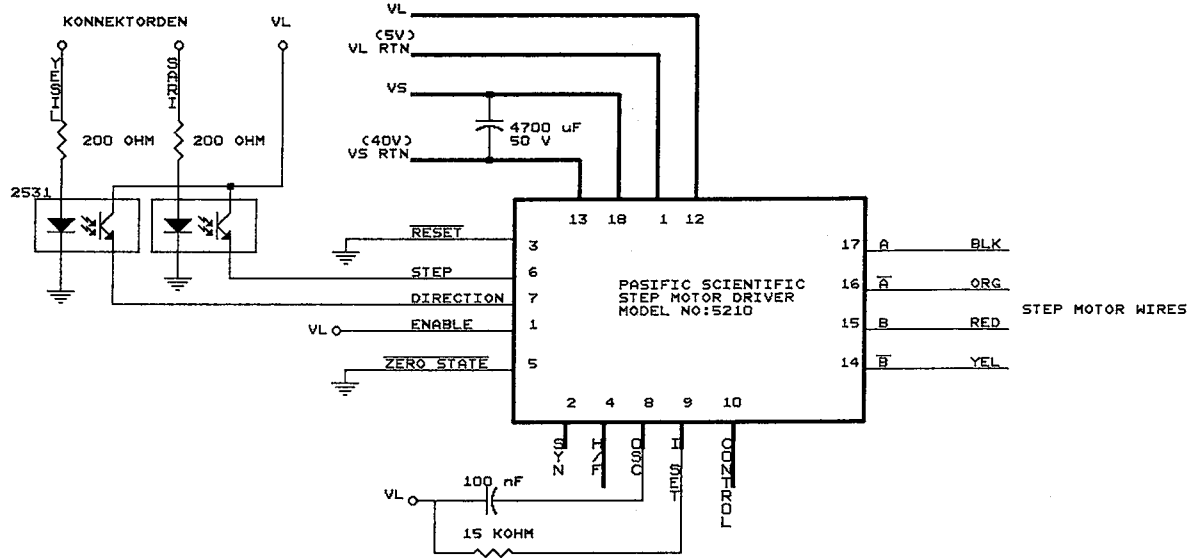 KONNEKTORDEN
VL
YESIL
SARI
200 OHM
200 OHM
2531
VL
(5V)
VL RTN
VS
4700 uF
50 V
(40V)
VS RTN
13 18 1 12
RESET
3
STEP
6
DIRECTION
7
VL
ENABLE
1
ZERO STATE
5
PASIFIC SCIENTIFIC
STEP MOTOR DRIVER
MODEL NO:5210
17 A BLK
16 A ORG
15 B RED
14 B YEL
STEP MOTOR WIRES
2 4 8 9 10
SYN
H/F
OSC
I SET
CONTROL
VL
100 nF
15 KOHM